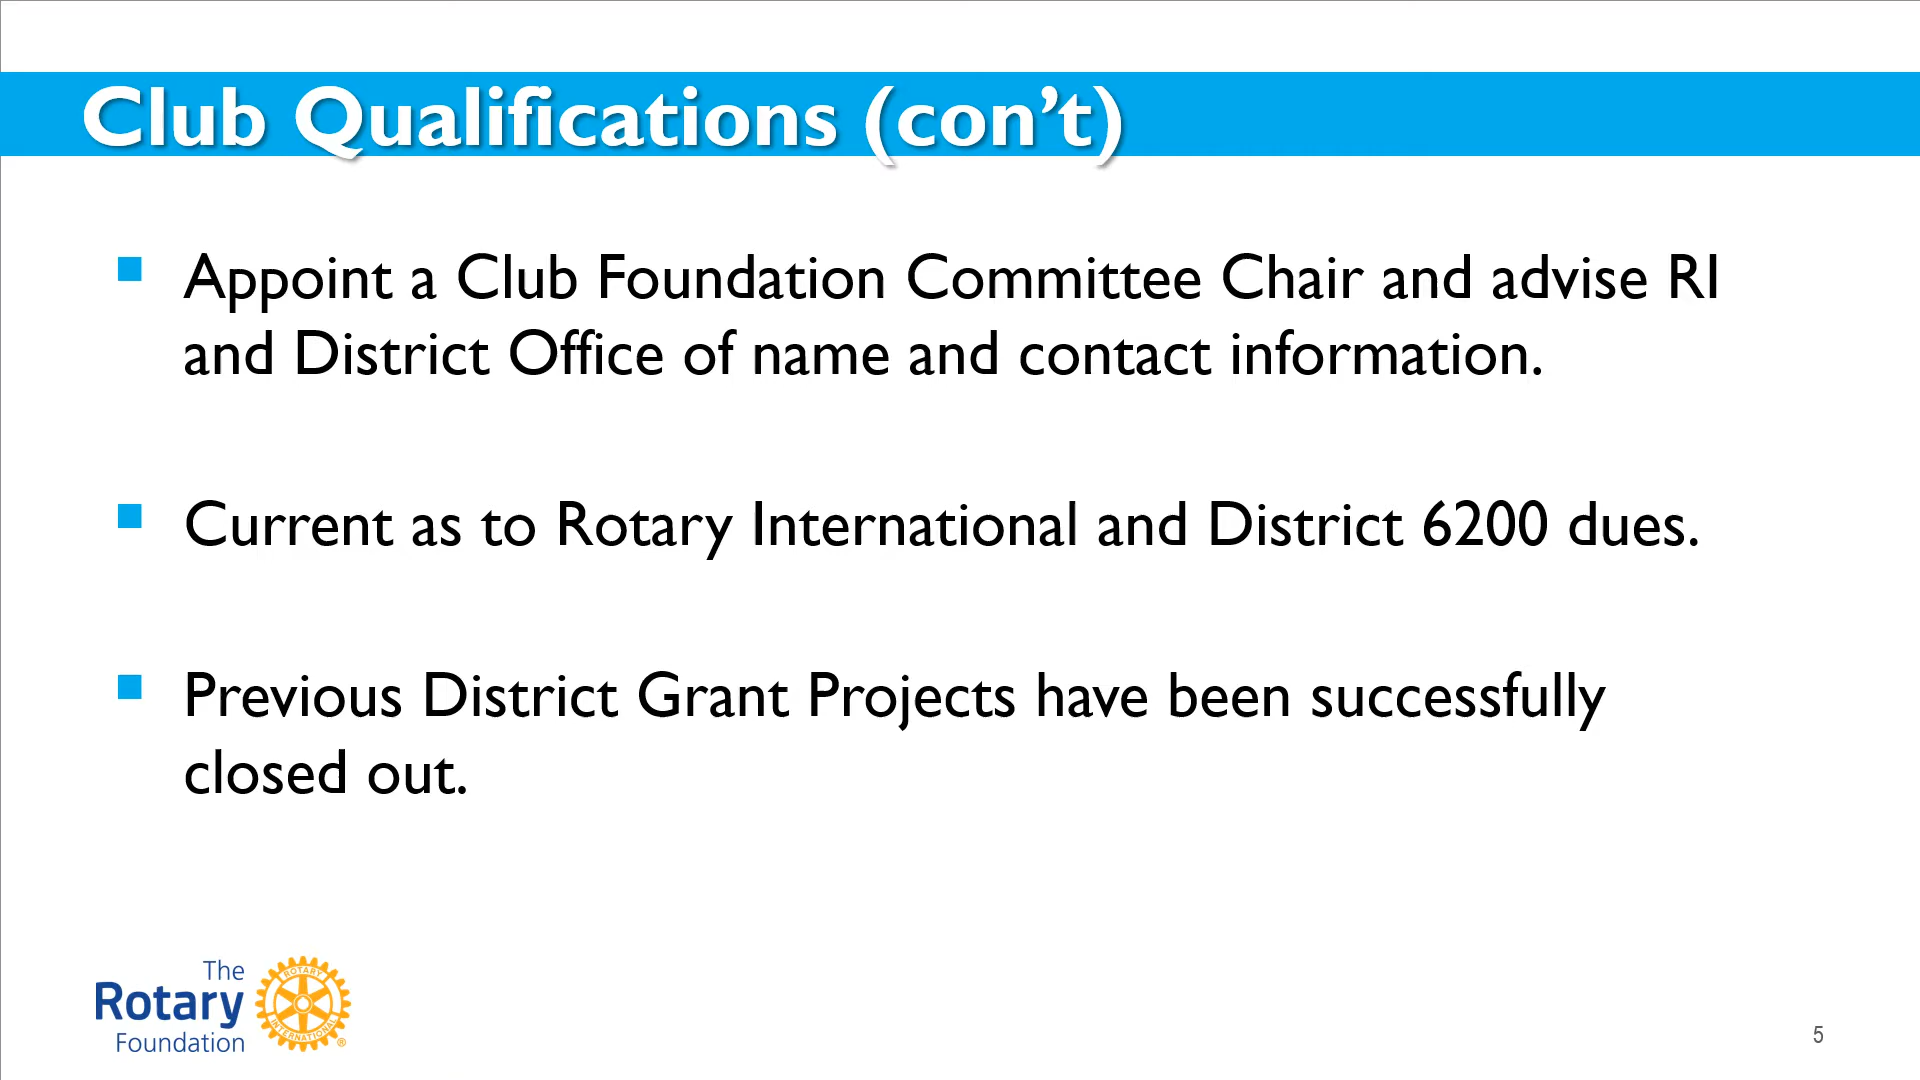 Club Qualifications (con’t)
Appoint a Club Foundation Committee Chair and advise RI
and District Office of name and contact information.
Current as to Rotary International and District 6200 dues.
Previous District Grant Projects have been successfully
closed out.
The
Rotary
Foundation
ROTARY
INTERNATIONAL
®
5